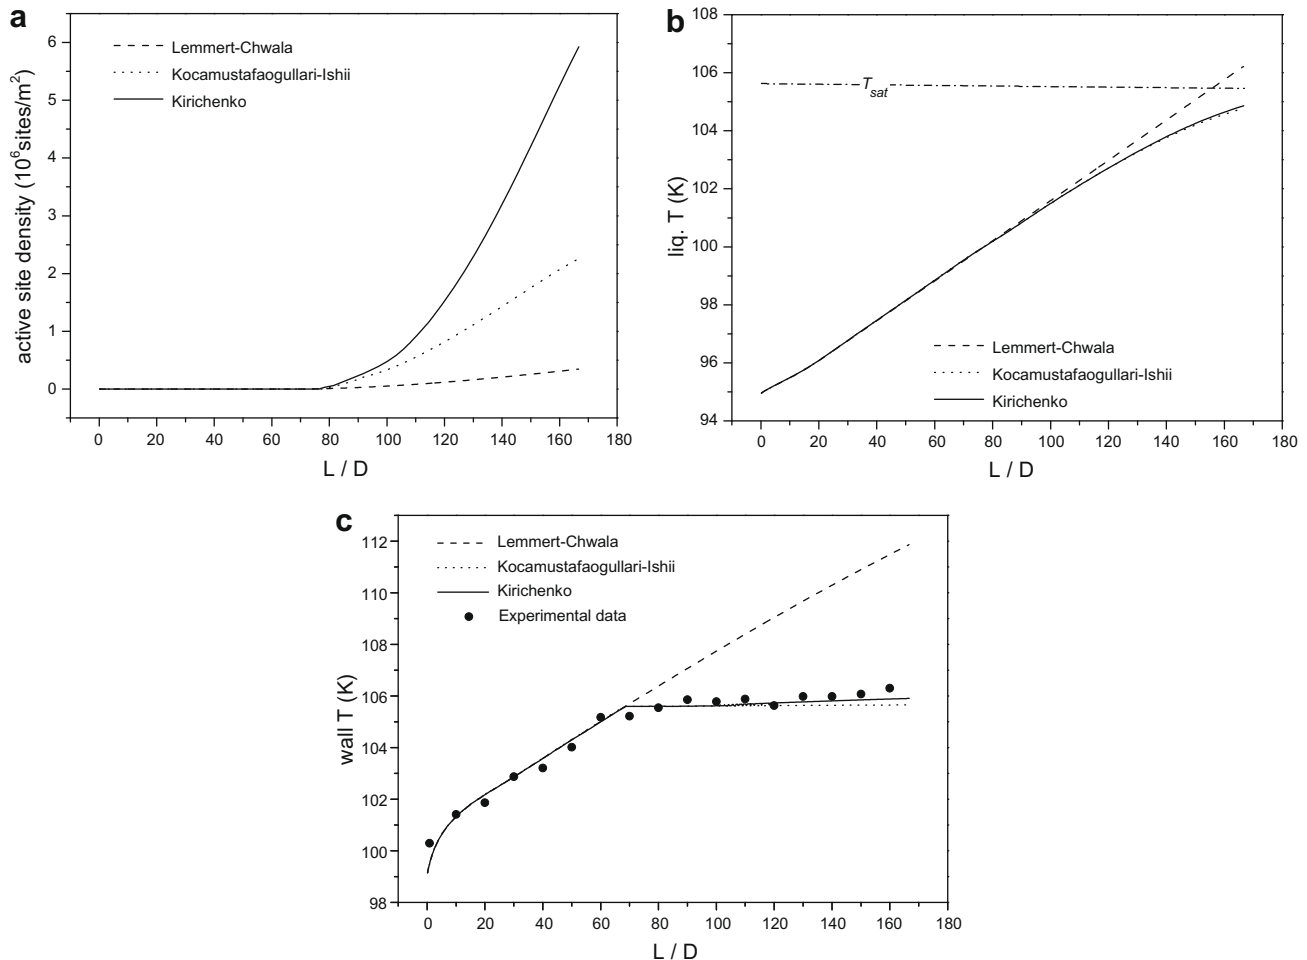 a
6
5
4
3
2
1
0
active site density (10^6 sites/m^2)
Lemmert-Chwala
Kocamustafaogullari-Ishii
Kirichenko
0 20 40 60 80 100 120 140 160 180
L / D
b
108
106
104
102
100
98
96
94
liq. T (K)
T_sat
Lemmert-Chwala
Kocamustafaogullari-Ishii
Kirichenko
0 20 40 60 80 100 120 140 160 180
L / D
c
112
110
108
106
104
102
100
98
wall T (K)
Lemmert-Chwala
Kocamustafaogullari-Ishii
Kirichenko
Experimental data
0 20 40 60 80 100 120 140 160 180
L / D